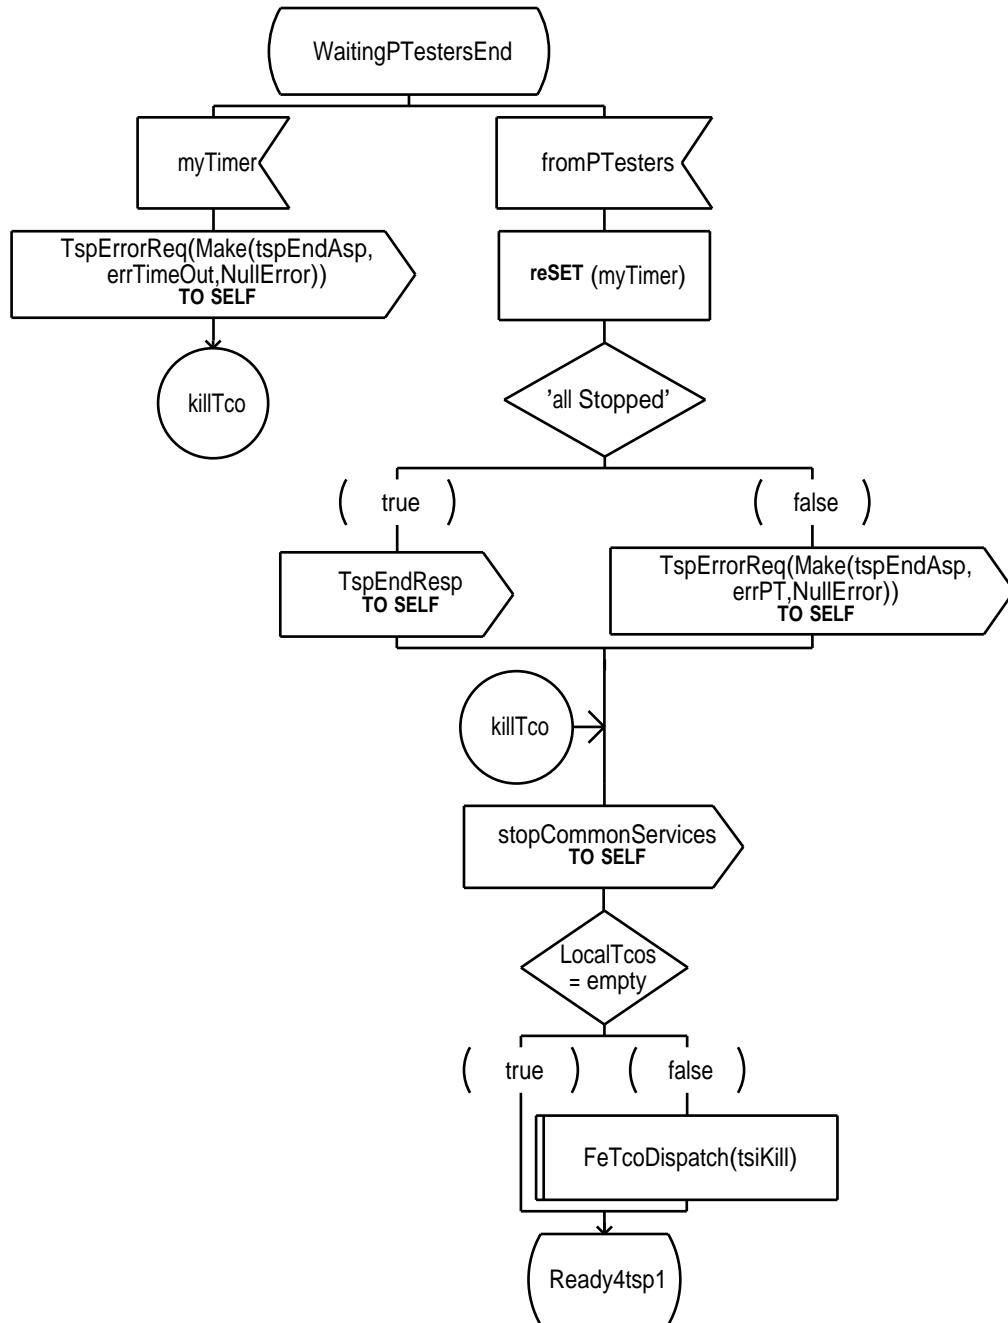 WaitingPTestersEnd
myTimer
fromPTesters
TspErrorReq(Make(tspEndAsp,
errTimeOut,NullError))
TO SELF
reSET (myTimer)
killTco
'all Stopped'
( true )
( false )
TspEndResp
TO SELF
TspErrorReq(Make(tspEndAsp,
errPT,NullError))
TO SELF
killTco
stopCommonServices
TO SELF
LocalTcos
= empty
( true )
( false )
FeTcoDispatch(tsiKill)
Ready4tsp1